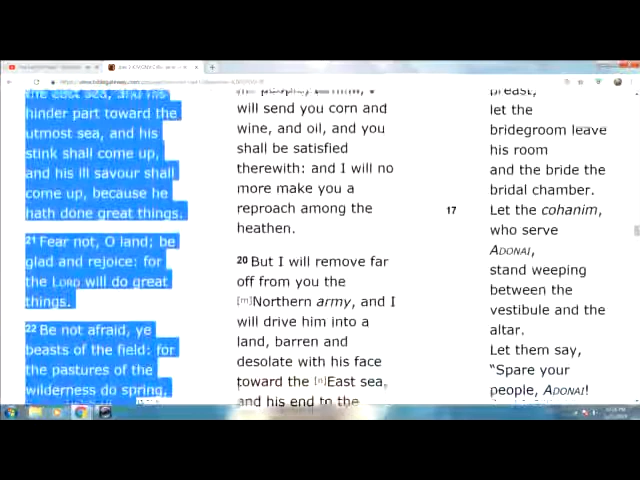 the east sea, and his
hinder part toward the
utmost sea, and his
stink shall come up,
and his ill savour shall
come up, because he
hath done great things.
21 Fear not, O land; be
glad and rejoice: for
the LORD will do great
things.
22 Be not afraid, ye
beasts of the field: for
the pastures of the
wilderness do spring,
will send you corn and
wine, and oil, and you
shall be satisfied
therewith: and I will no
more make you a
reproach among the
heathen.
20 But I will remove far
off from you the
[m]Northern army, and I
will drive him into a
land, barren and
desolate with his face
toward the [n]East sea,
and his end to the
breast,
let the
bridegroom leave
his room
and the bride the
bridal chamber.
17 Let the cohanim,
who serve
ADONAI,
stand weeping
between the
vestibule and the
altar.
Let them say,
“Spare your
people, ADONAI!